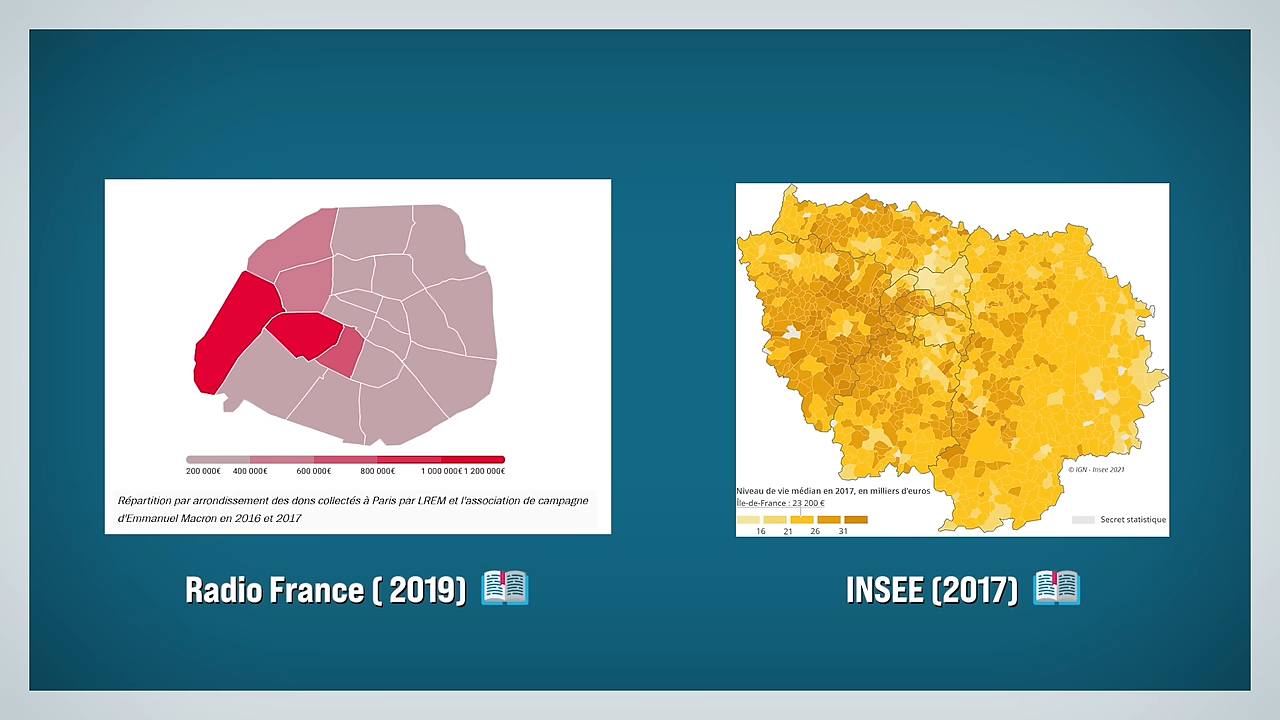 200 000€ 400 000€ 600 000€ 800 000€ 1 000 000€ 1 200 000€
Répartition par arrondissement des dons collectés à Paris par LREM et l'association de campagne
d'Emmanuel Macron en 2016 et 2017
Radio France ( 2019)
© IGN - Insee 2021
Niveau de vie médian en 2017, en milliers d'euros
Île-de-France : 23 200 €
16 21 26 31
Secret statistique
INSEE (2017)